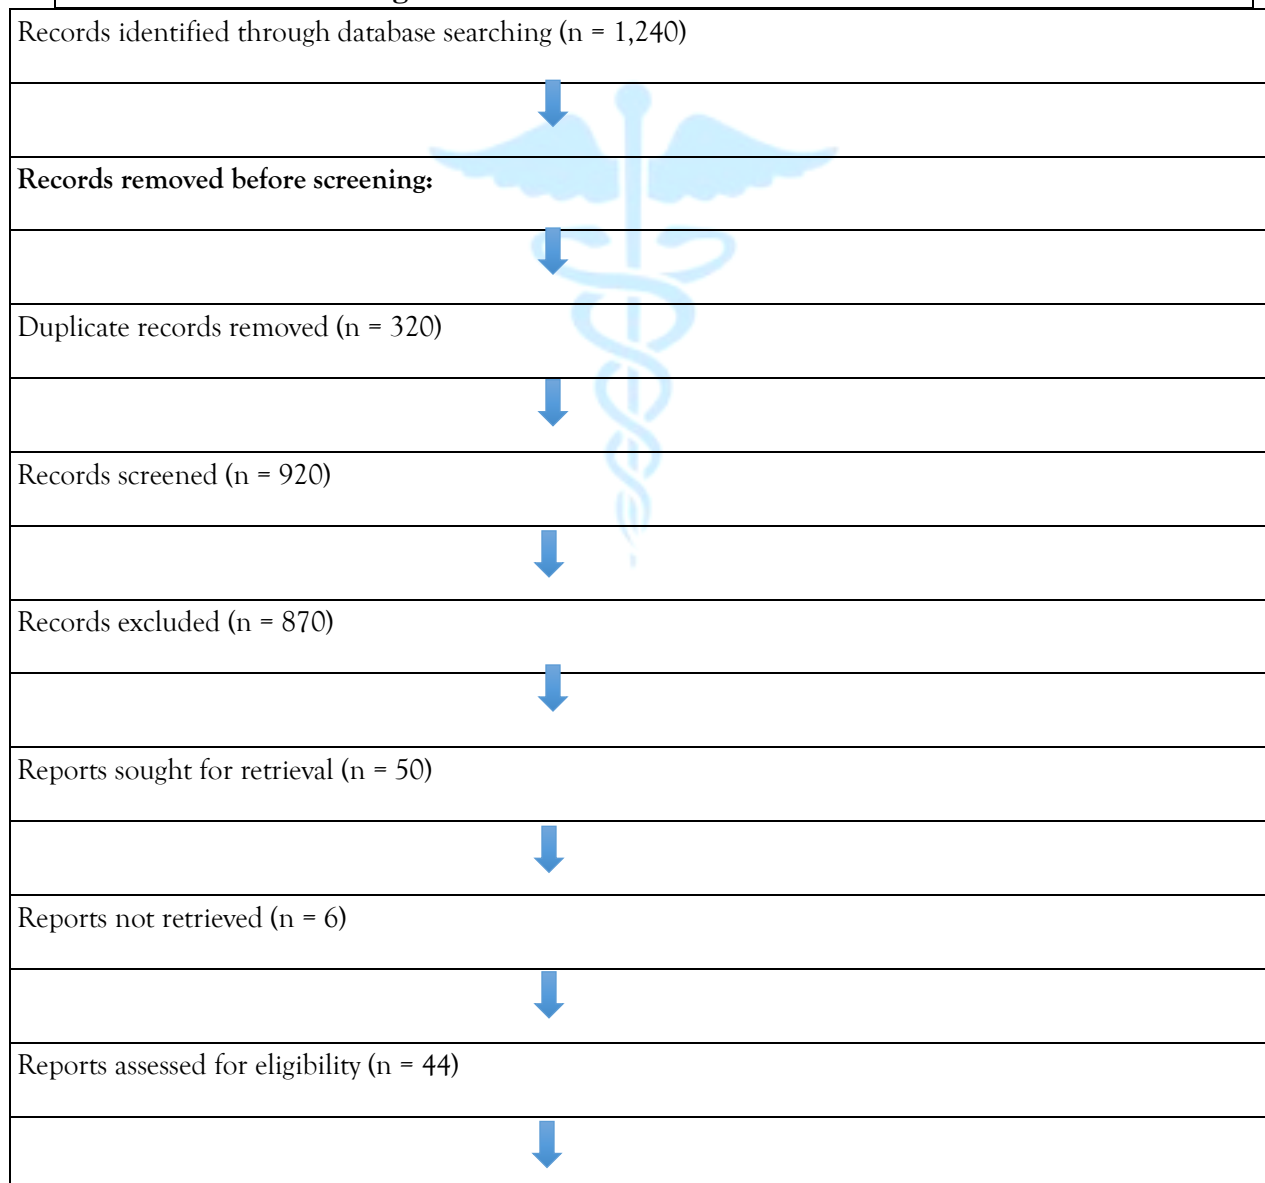 Records identified through database searching (n = 1,240)
Records removed before screening:
Duplicate records removed (n = 320)
Records screened (n = 920)
Records excluded (n = 870)
Reports sought for retrieval (n = 50)
Reports not retrieved (n = 6)
Reports assessed for eligibility (n = 44)